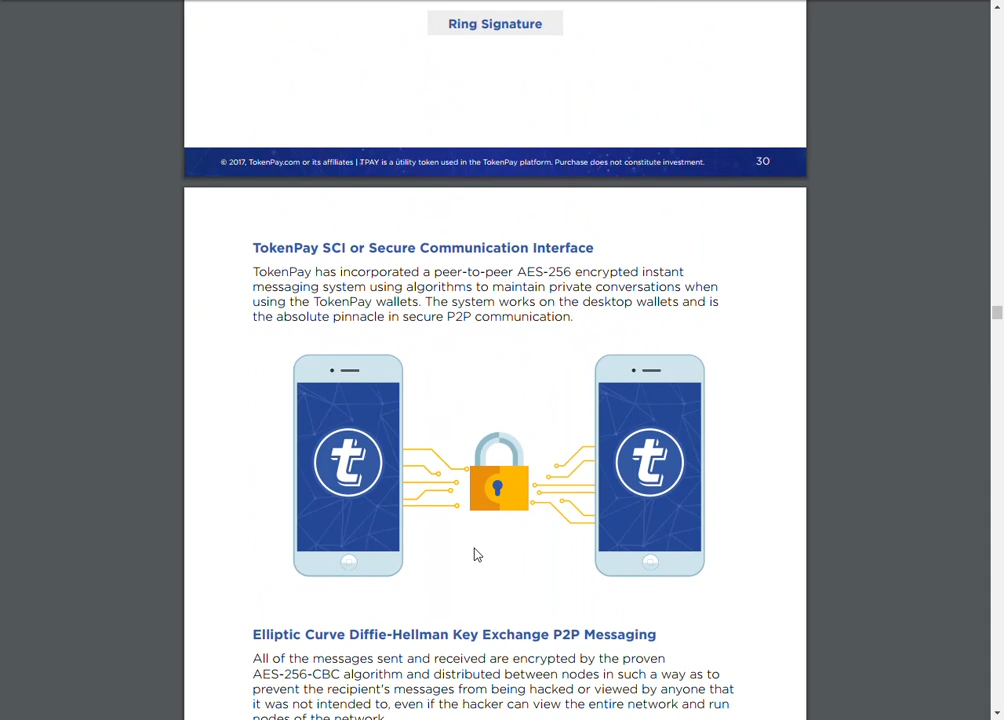 Ring Signature
© 2017, TokenPay.com or its affiliates | TPAY is a utility token used in the TokenPay platform. Purchase does not constitute investment.
30
TokenPay SCI or Secure Communication Interface
TokenPay has incorporated a peer-to-peer AES-256 encrypted instant
messaging system using algorithms to maintain private conversations when
using the TokenPay wallets. The system works on the desktop wallets and is
the absolute pinnacle in secure P2P communication.
t
t
Elliptic Curve Diffie-Hellman Key Exchange P2P Messaging
All of the messages sent and received are encrypted by the proven
AES-256-CBC algorithm and distributed between nodes in such a way as to
prevent the recipient's messages from being hacked or viewed by anyone that
it was not intended to, even if the hacker can view the entire network and run
nodes of the network.